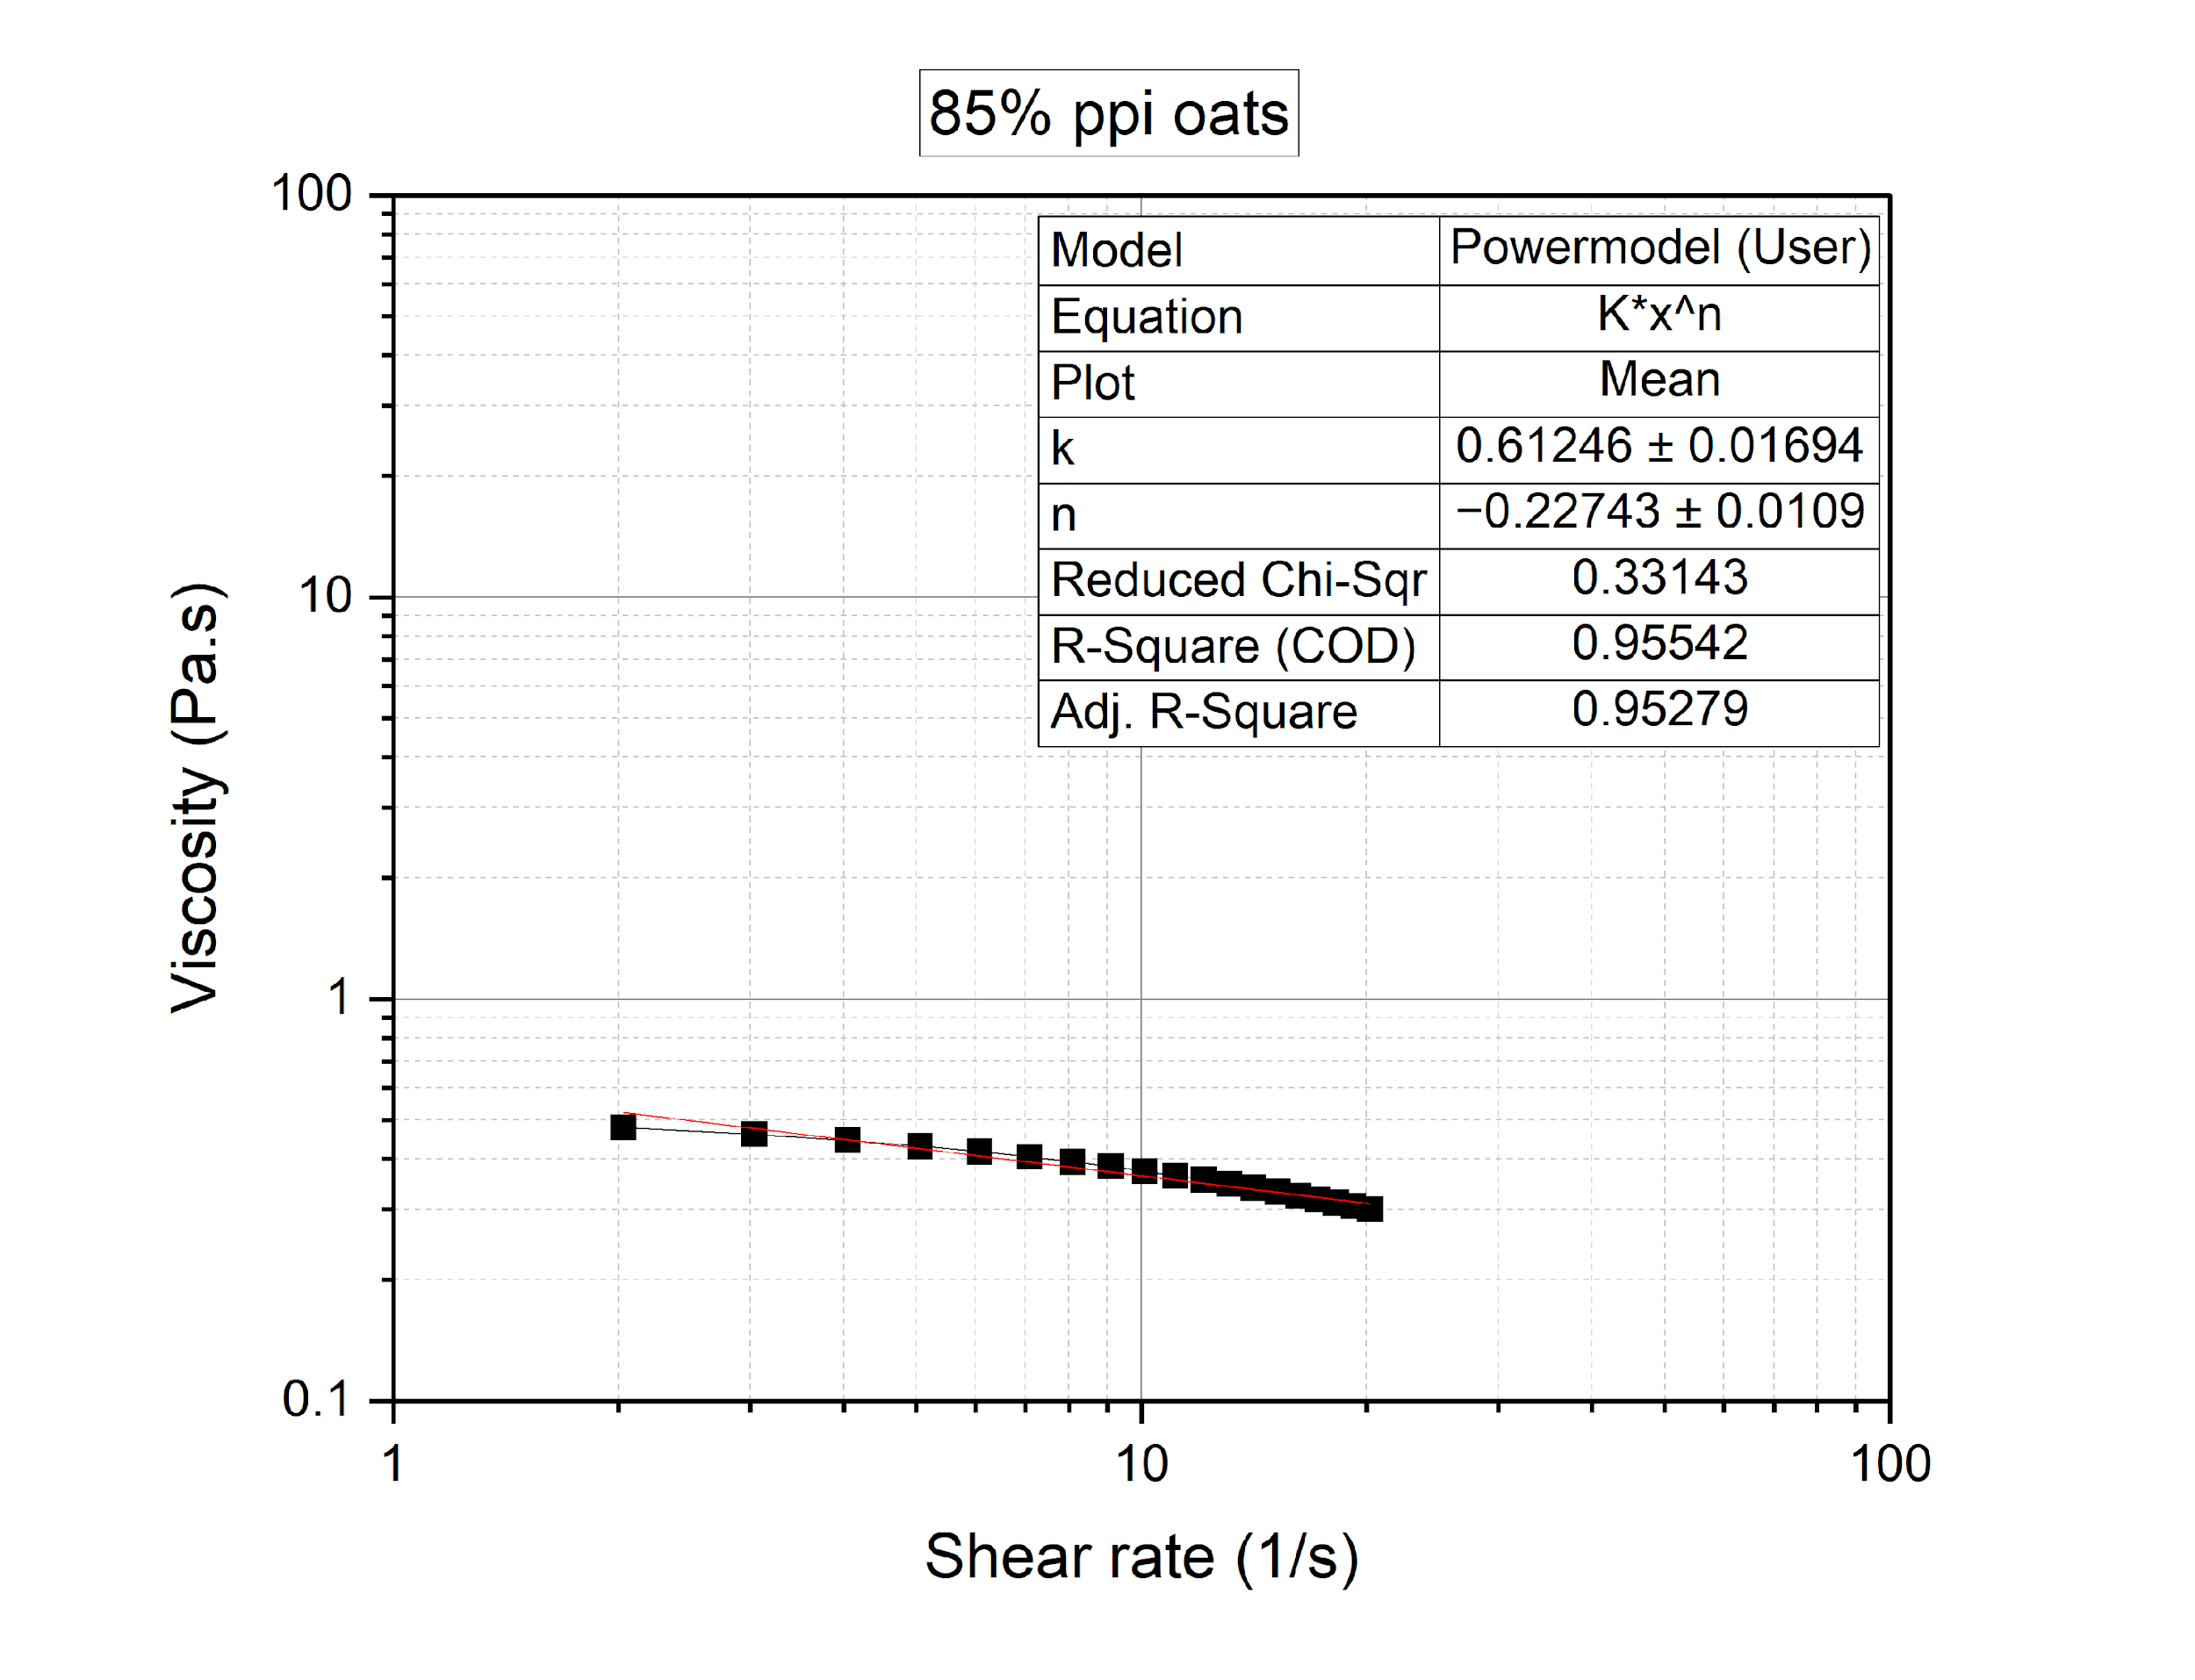 85% ppi oats
100
10
1
0.1
Viscosity (Pa.s)
Model Powermodel (User)
Equation K*x^n
Plot Mean
k 0.61246 ± 0.01694
n −0.22743 ± 0.0109
Reduced Chi-Sqr 0.33143
R-Square (COD) 0.95542
Adj. R-Square 0.95279
1 10 100
Shear rate (1/s)